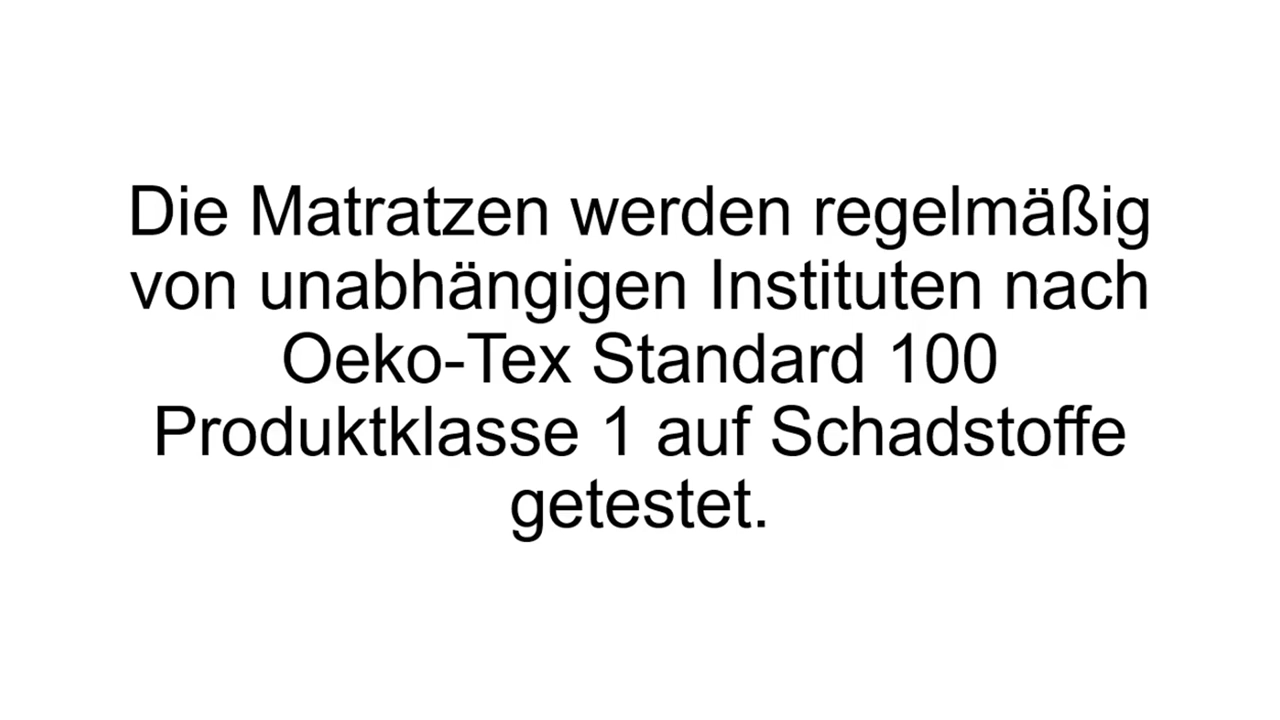 Die Matratzen werden regelmäßig
von unabhängigen Instituten nach
Oeko-Tex Standard 100
Produktklasse 1 auf Schadstoffe
getestet.